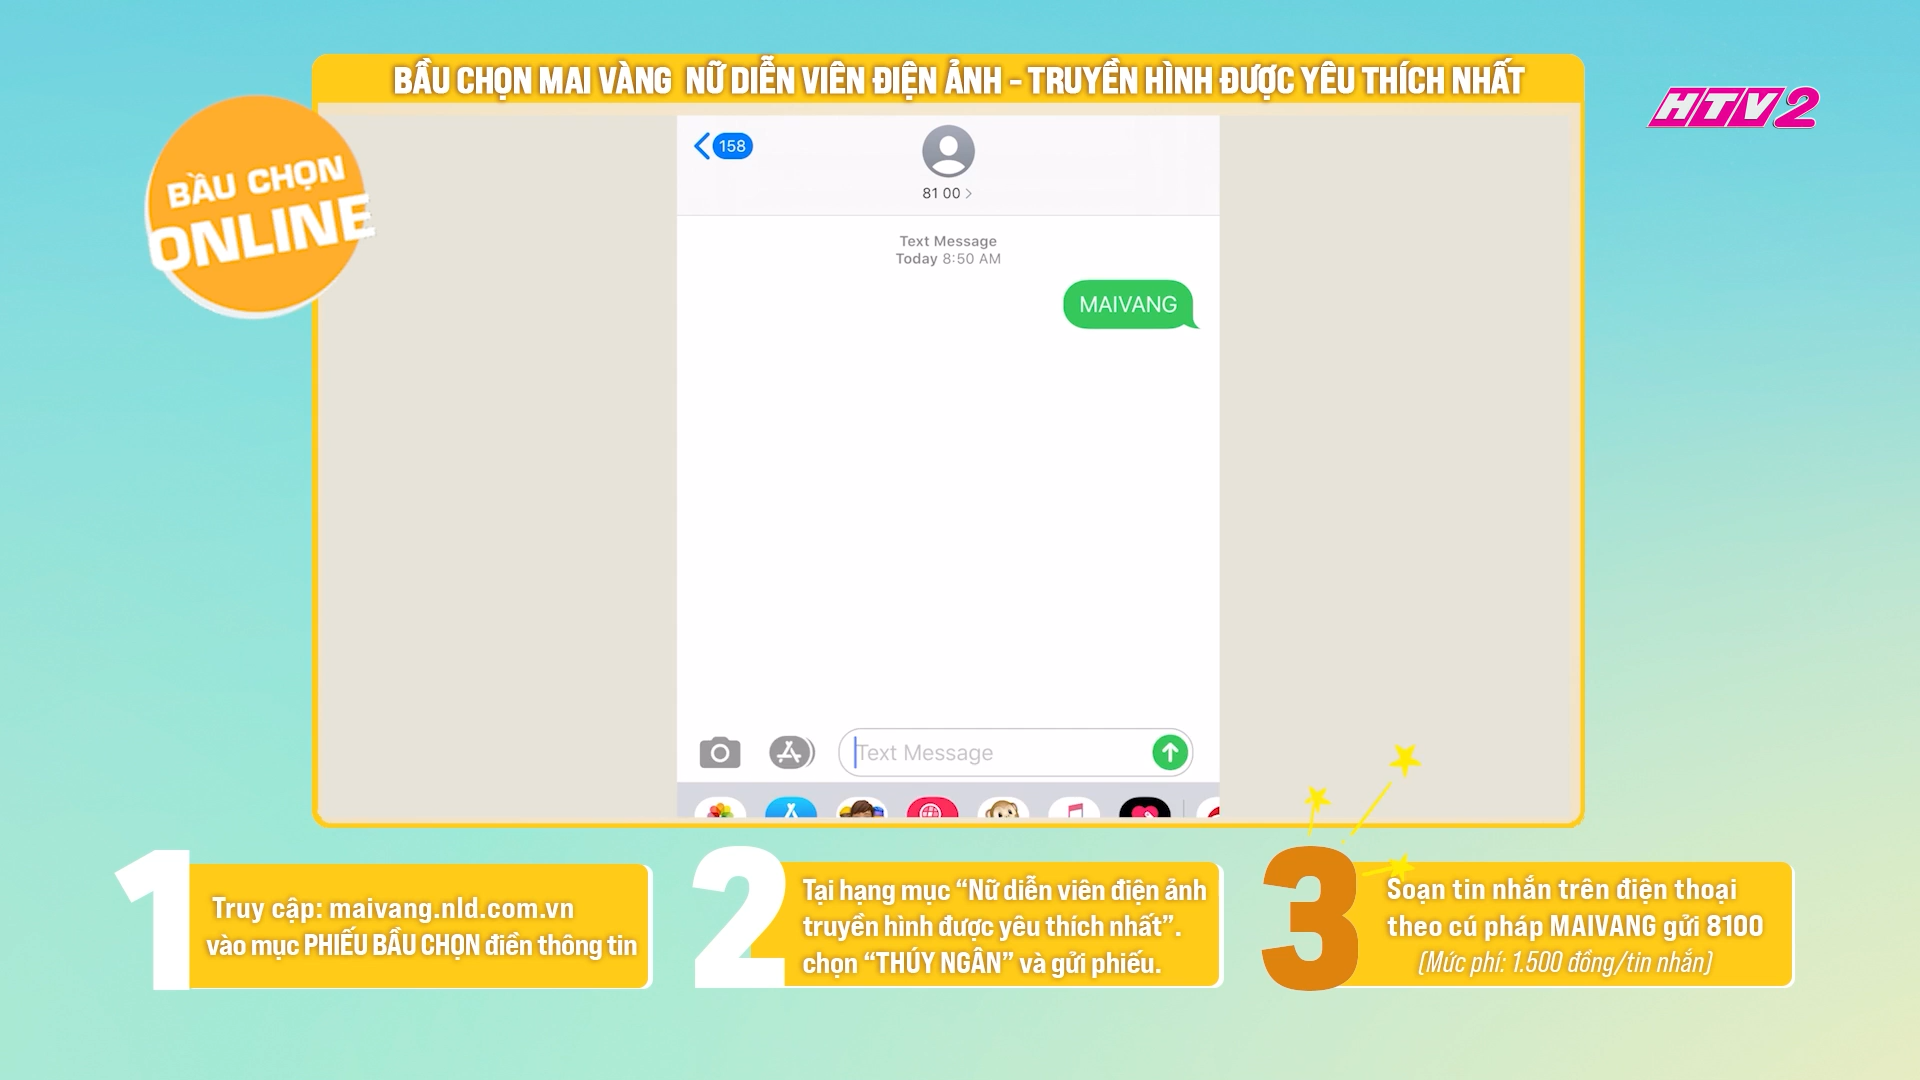 BẦU CHỌN MAI VÀNG NỮ DIỄN VIÊN ĐIỆN ẢNH - TRUYỀN HÌNH ĐƯỢC YÊU THÍCH NHẤT
HTV2
BẦU CHỌN
ONLINE
158
81 00
Text Message
Today 8:50 AM
MAIVANG
Text Message
1
Truy cập: maivang.nld.com.vn
vào mục PHIẾU BẦU CHỌN điền thông tin
2
Tại hạng mục “Nữ diễn viên điện ảnh
truyền hình được yêu thích nhất”.
chọn “THÚY NGÂN” và gửi phiếu.
3
Soạn tin nhắn trên điện thoại
theo cú pháp MAIVANG gửi 8100
(Mức phí: 1.500 đồng/tin nhắn)